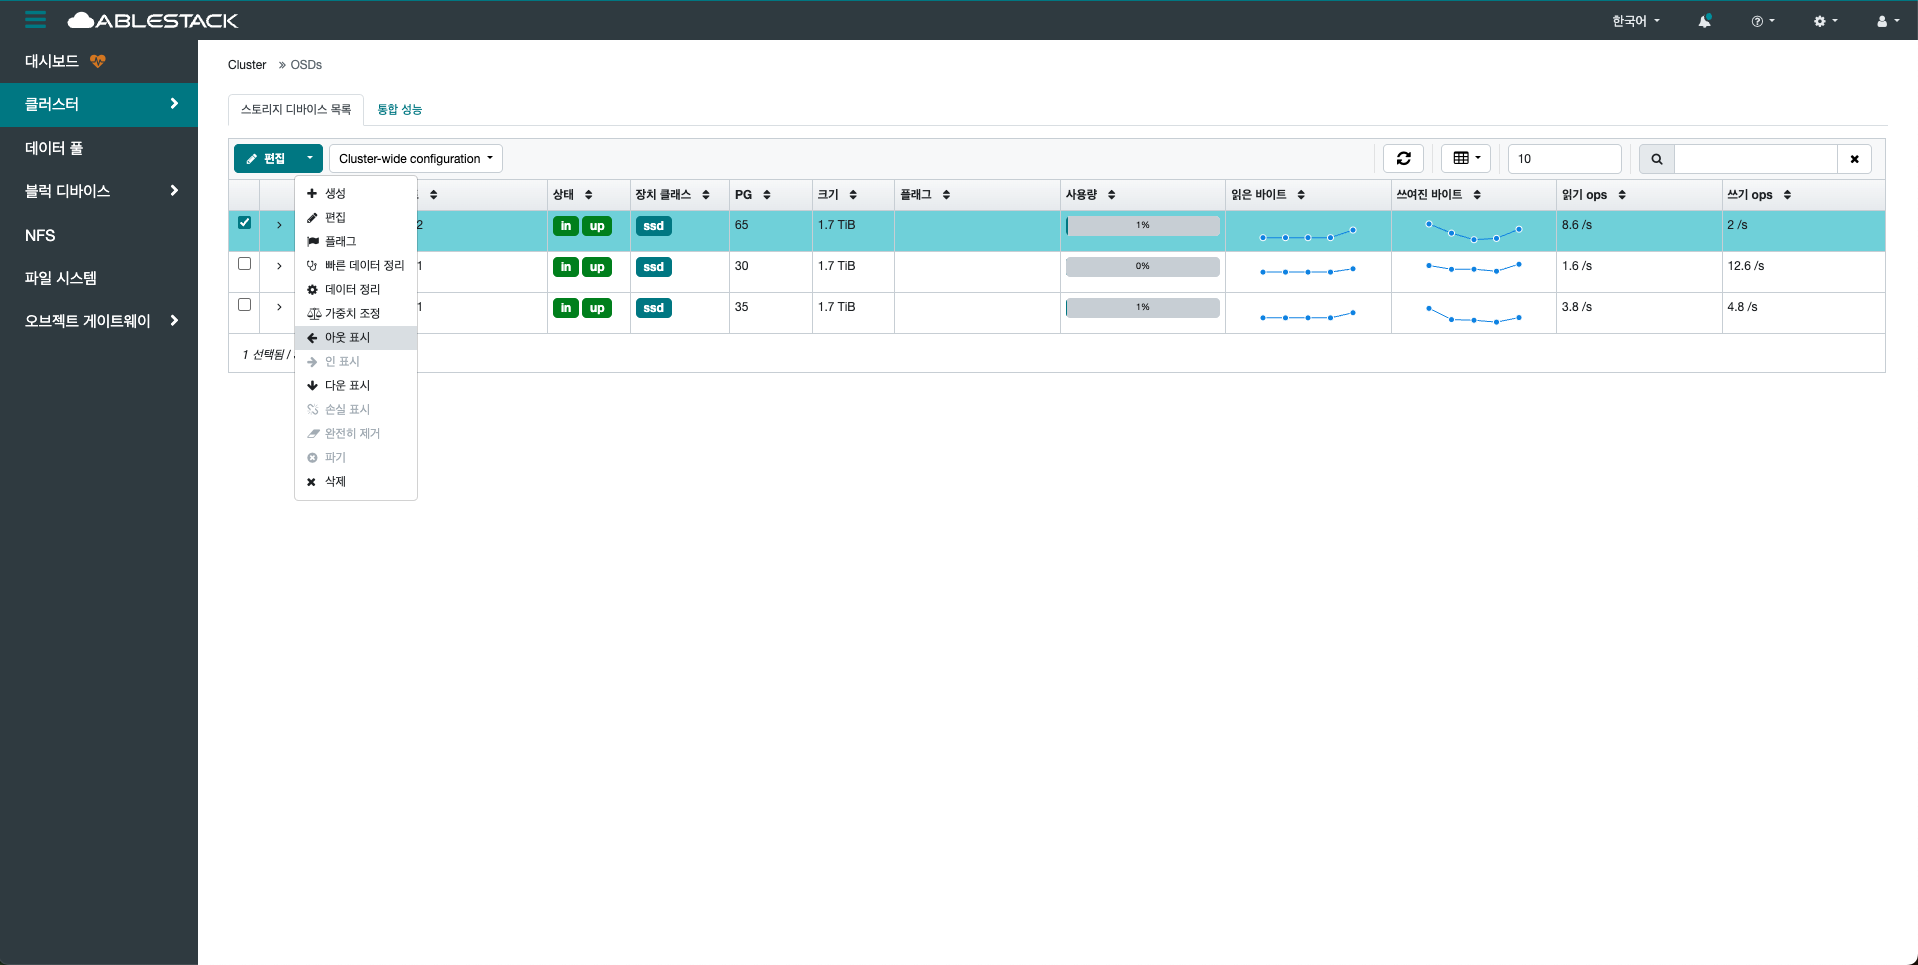 ABLESTACK
한국어
대시보드
클러스터
데이터 풀
블럭 디바이스
NFS
파일 시스템
오브젝트 게이트웨이
Cluster » OSDs
스토리지 디바이스 목록
통합 성능
편집
Cluster-wide configuration
10
상태 장치 클래스 PG 크기 플래그 사용량 읽은 바이트 쓰여진 바이트 읽기 ops 쓰기 ops
2 in up ssd 65 1.7 TiB 1% 8.6 /s 2 /s
1 in up ssd 30 1.7 TiB 0% 1.6 /s 12.6 /s
1 in up ssd 35 1.7 TiB 1% 3.8 /s 4.8 /s
1 선택됨 /
생성
편집
플래그
빠른 데이터 정리
데이터 정리
가중치 조정
아웃 표시
인 표시
다운 표시
손실 표시
완전히 제거
파기
삭제